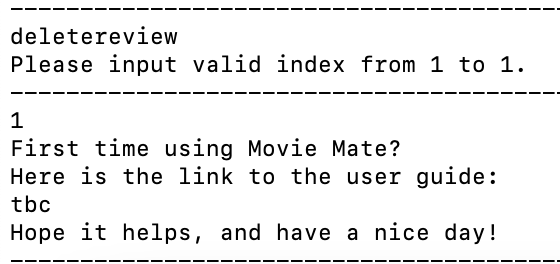 deletereview
Please input valid index from 1 to 1.
1
First time using Movie Mate?
Here is the link to the user guide:
tbc
Hope it helps, and have a nice day!